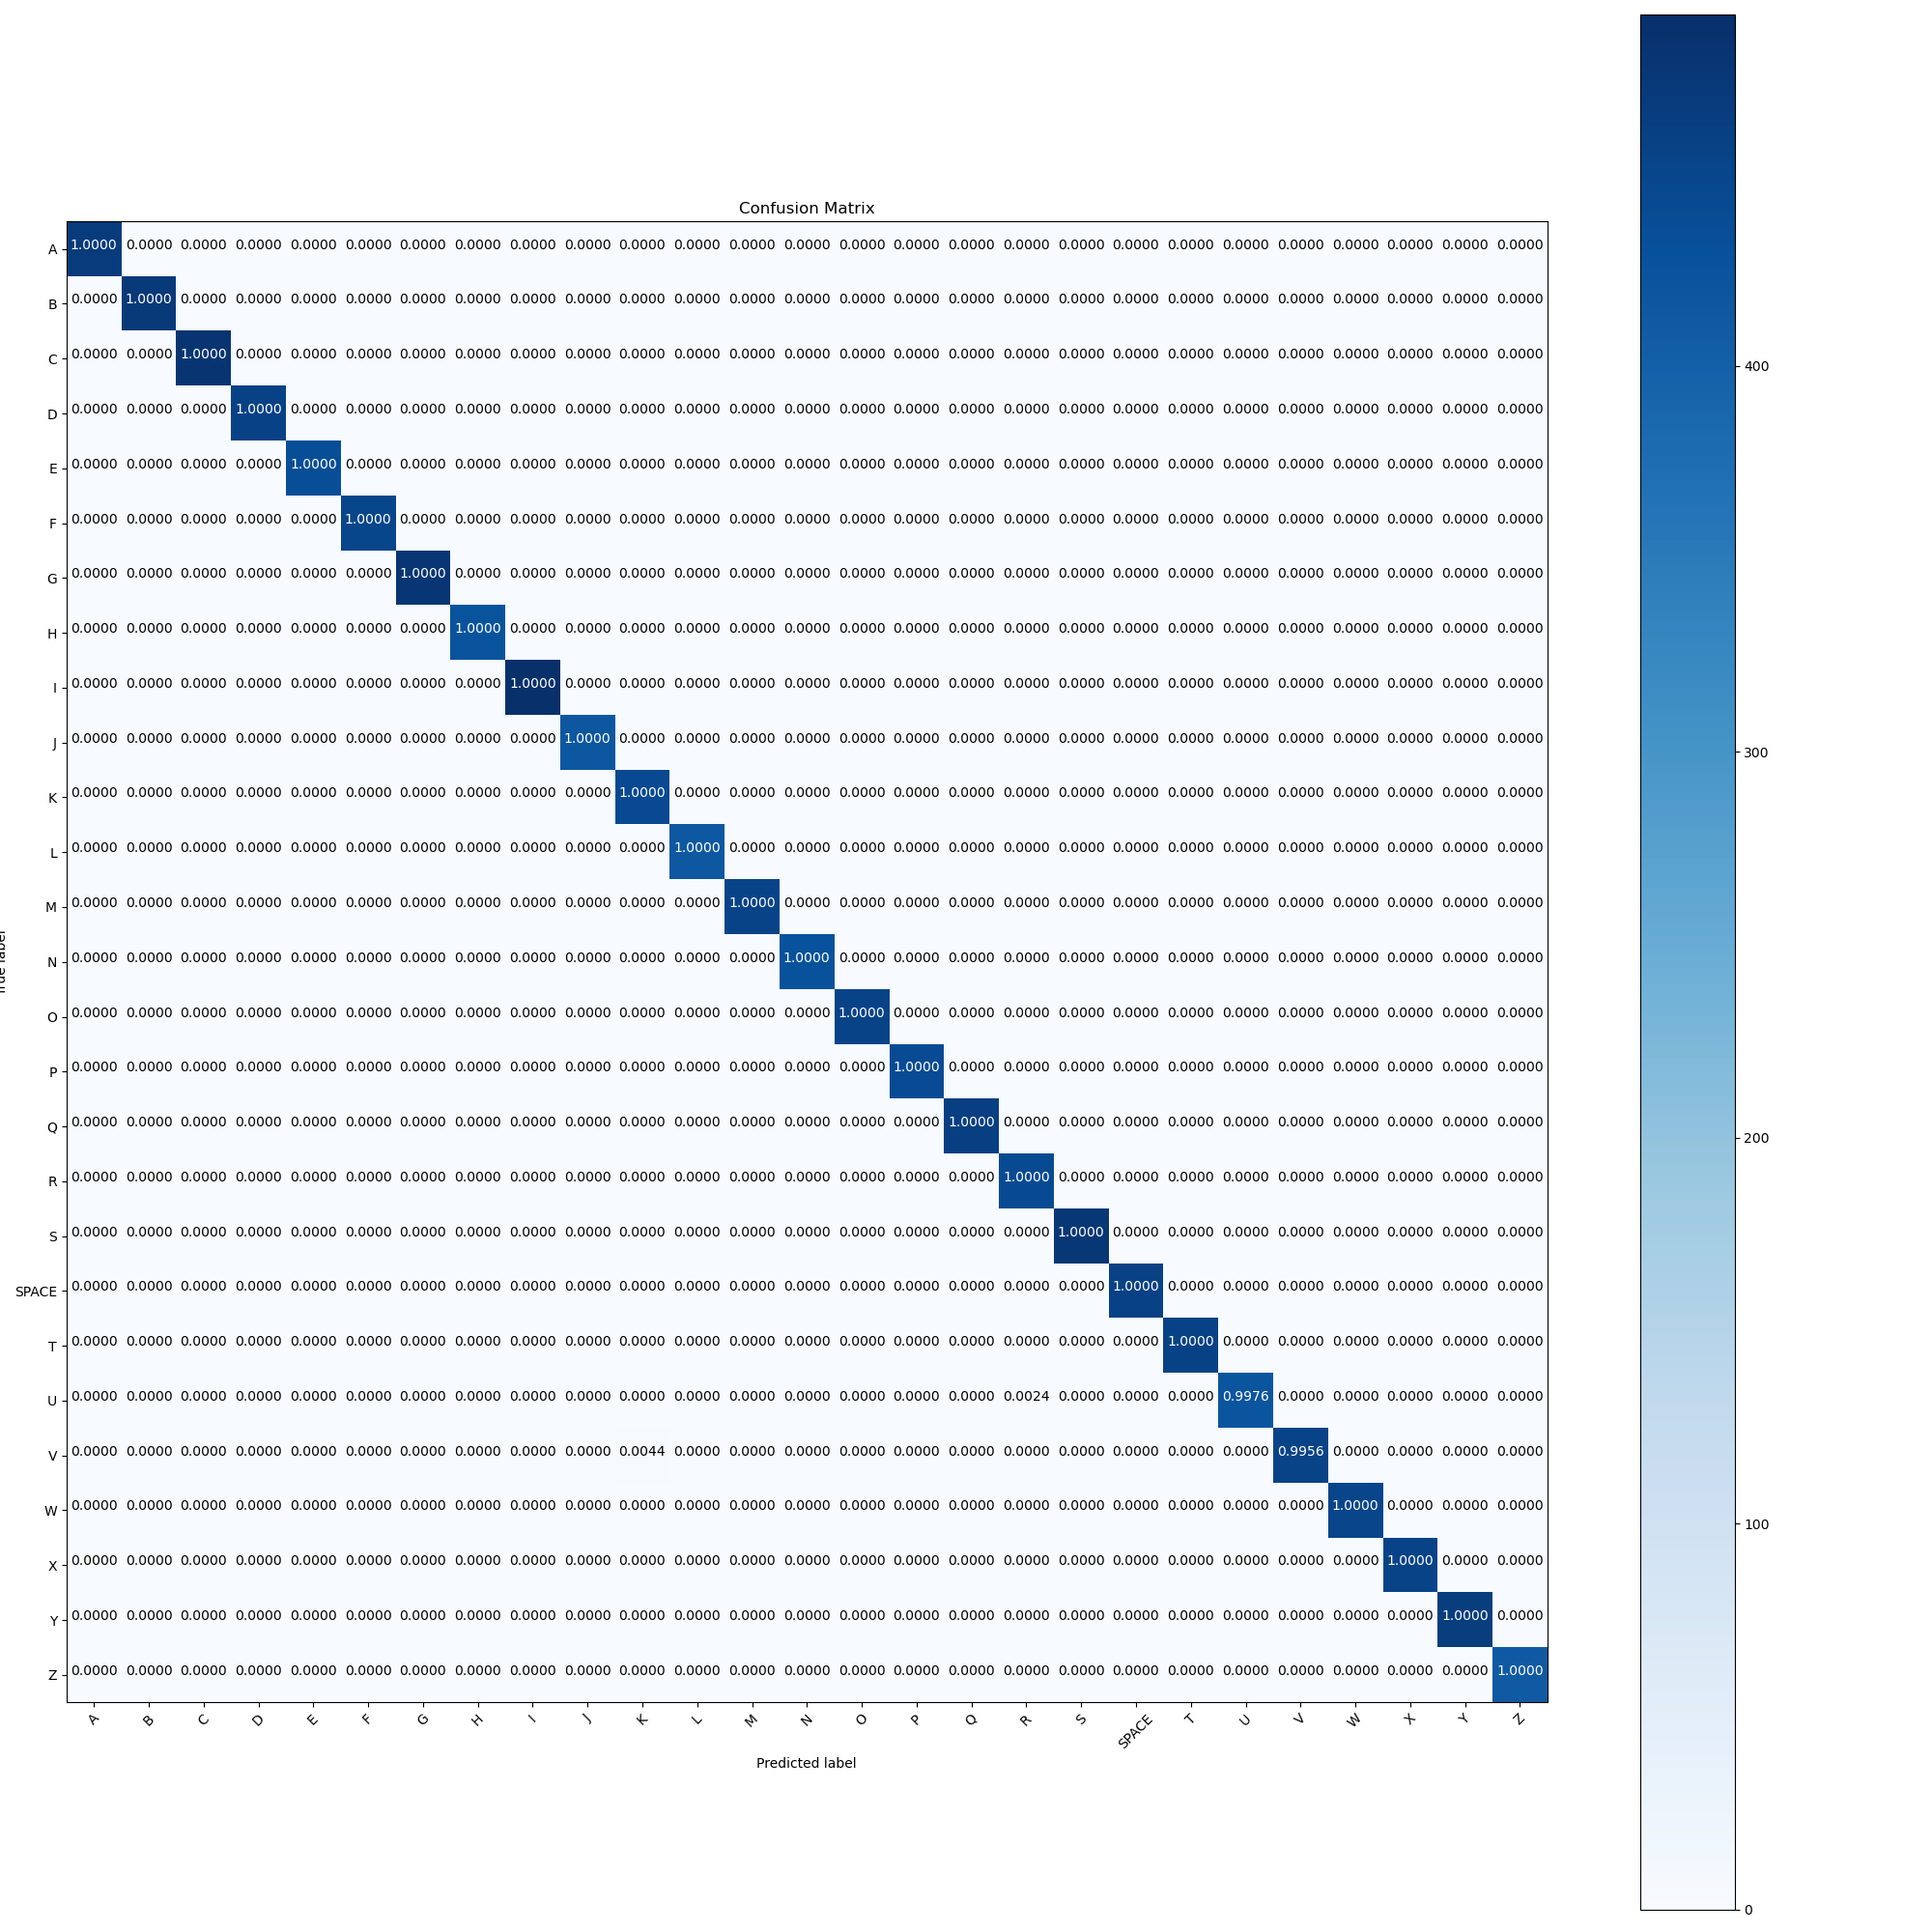 Confusion Matrix
A 1.0000 0.0000 0.0000 0.0000 0.0000 0.0000 0.0000 0.0000 0.0000 0.0000 0.0000 0.0000 0.0000 0.0000 0.0000 0.0000 0.0000 0.0000 0.0000 0.0000 0.0000 0.0000 0.0000 0.0000 0.0000 0.0000 0.0000
B 0.0000 1.0000 0.0000 0.0000 0.0000 0.0000 0.0000 0.0000 0.0000 0.0000 0.0000 0.0000 0.0000 0.0000 0.0000 0.0000 0.0000 0.0000 0.0000 0.0000 0.0000 0.0000 0.0000 0.0000 0.0000 0.0000 0.0000
C 0.0000 0.0000 1.0000 0.0000 0.0000 0.0000 0.0000 0.0000 0.0000 0.0000 0.0000 0.0000 0.0000 0.0000 0.0000 0.0000 0.0000 0.0000 0.0000 0.0000 0.0000 0.0000 0.0000 0.0000 0.0000 0.0000 0.0000
D 0.0000 0.0000 0.0000 1.0000 0.0000 0.0000 0.0000 0.0000 0.0000 0.0000 0.0000 0.0000 0.0000 0.0000 0.0000 0.0000 0.0000 0.0000 0.0000 0.0000 0.0000 0.0000 0.0000 0.0000 0.0000 0.0000 0.0000
E 0.0000 0.0000 0.0000 0.0000 1.0000 0.0000 0.0000 0.0000 0.0000 0.0000 0.0000 0.0000 0.0000 0.0000 0.0000 0.0000 0.0000 0.0000 0.0000 0.0000 0.0000 0.0000 0.0000 0.0000 0.0000 0.0000 0.0000
F 0.0000 0.0000 0.0000 0.0000 0.0000 1.0000 0.0000 0.0000 0.0000 0.0000 0.0000 0.0000 0.0000 0.0000 0.0000 0.0000 0.0000 0.0000 0.0000 0.0000 0.0000 0.0000 0.0000 0.0000 0.0000 0.0000 0.0000
G 0.0000 0.0000 0.0000 0.0000 0.0000 0.0000 1.0000 0.0000 0.0000 0.0000 0.0000 0.0000 0.0000 0.0000 0.0000 0.0000 0.0000 0.0000 0.0000 0.0000 0.0000 0.0000 0.0000 0.0000 0.0000 0.0000 0.0000
H 0.0000 0.0000 0.0000 0.0000 0.0000 0.0000 0.0000 1.0000 0.0000 0.0000 0.0000 0.0000 0.0000 0.0000 0.0000 0.0000 0.0000 0.0000 0.0000 0.0000 0.0000 0.0000 0.0000 0.0000 0.0000 0.0000 0.0000
I 0.0000 0.0000 0.0000 0.0000 0.0000 0.0000 0.0000 0.0000 1.0000 0.0000 0.0000 0.0000 0.0000 0.0000 0.0000 0.0000 0.0000 0.0000 0.0000 0.0000 0.0000 0.0000 0.0000 0.0000 0.0000 0.0000 0.0000
J 0.0000 0.0000 0.0000 0.0000 0.0000 0.0000 0.0000 0.0000 0.0000 1.0000 0.0000 0.0000 0.0000 0.0000 0.0000 0.0000 0.0000 0.0000 0.0000 0.0000 0.0000 0.0000 0.0000 0.0000 0.0000 0.0000 0.0000
K 0.0000 0.0000 0.0000 0.0000 0.0000 0.0000 0.0000 0.0000 0.0000 0.0000 1.0000 0.0000 0.0000 0.0000 0.0000 0.0000 0.0000 0.0000 0.0000 0.0000 0.0000 0.0000 0.0000 0.0000 0.0000 0.0000 0.0000
L 0.0000 0.0000 0.0000 0.0000 0.0000 0.0000 0.0000 0.0000 0.0000 0.0000 0.0000 1.0000 0.0000 0.0000 0.0000 0.0000 0.0000 0.0000 0.0000 0.0000 0.0000 0.0000 0.0000 0.0000 0.0000 0.0000 0.0000
M 0.0000 0.0000 0.0000 0.0000 0.0000 0.0000 0.0000 0.0000 0.0000 0.0000 0.0000 0.0000 1.0000 0.0000 0.0000 0.0000 0.0000 0.0000 0.0000 0.0000 0.0000 0.0000 0.0000 0.0000 0.0000 0.0000 0.0000
N 0.0000 0.0000 0.0000 0.0000 0.0000 0.0000 0.0000 0.0000 0.0000 0.0000 0.0000 0.0000 0.0000 1.0000 0.0000 0.0000 0.0000 0.0000 0.0000 0.0000 0.0000 0.0000 0.0000 0.0000 0.0000 0.0000 0.0000
O 0.0000 0.0000 0.0000 0.0000 0.0000 0.0000 0.0000 0.0000 0.0000 0.0000 0.0000 0.0000 0.0000 0.0000 1.0000 0.0000 0.0000 0.0000 0.0000 0.0000 0.0000 0.0000 0.0000 0.0000 0.0000 0.0000 0.0000
P 0.0000 0.0000 0.0000 0.0000 0.0000 0.0000 0.0000 0.0000 0.0000 0.0000 0.0000 0.0000 0.0000 0.0000 0.0000 1.0000 0.0000 0.0000 0.0000 0.0000 0.0000 0.0000 0.0000 0.0000 0.0000 0.0000 0.0000
Q 0.0000 0.0000 0.0000 0.0000 0.0000 0.0000 0.0000 0.0000 0.0000 0.0000 0.0000 0.0000 0.0000 0.0000 0.0000 0.0000 1.0000 0.0000 0.0000 0.0000 0.0000 0.0000 0.0000 0.0000 0.0000 0.0000 0.0000
R 0.0000 0.0000 0.0000 0.0000 0.0000 0.0000 0.0000 0.0000 0.0000 0.0000 0.0000 0.0000 0.0000 0.0000 0.0000 0.0000 0.0000 1.0000 0.0000 0.0000 0.0000 0.0000 0.0000 0.0000 0.0000 0.0000 0.0000
S 0.0000 0.0000 0.0000 0.0000 0.0000 0.0000 0.0000 0.0000 0.0000 0.0000 0.0000 0.0000 0.0000 0.0000 0.0000 0.0000 0.0000 0.0000 1.0000 0.0000 0.0000 0.0000 0.0000 0.0000 0.0000 0.0000 0.0000
SPACE 0.0000 0.0000 0.0000 0.0000 0.0000 0.0000 0.0000 0.0000 0.0000 0.0000 0.0000 0.0000 0.0000 0.0000 0.0000 0.0000 0.0000 0.0000 0.0000 1.0000 0.0000 0.0000 0.0000 0.0000 0.0000 0.0000 0.0000
T 0.0000 0.0000 0.0000 0.0000 0.0000 0.0000 0.0000 0.0000 0.0000 0.0000 0.0000 0.0000 0.0000 0.0000 0.0000 0.0000 0.0000 0.0000 0.0000 0.0000 1.0000 0.0000 0.0000 0.0000 0.0000 0.0000 0.0000
U 0.0000 0.0000 0.0000 0.0000 0.0000 0.0000 0.0000 0.0000 0.0000 0.0000 0.0000 0.0000 0.0000 0.0000 0.0000 0.0000 0.0000 0.0024 0.0000 0.0000 0.0000 0.9976 0.0000 0.0000 0.0000 0.0000 0.0000
V 0.0000 0.0000 0.0000 0.0000 0.0000 0.0000 0.0000 0.0000 0.0000 0.0000 0.0044 0.0000 0.0000 0.0000 0.0000 0.0000 0.0000 0.0000 0.0000 0.0000 0.0000 0.0000 0.9956 0.0000 0.0000 0.0000 0.0000
W 0.0000 0.0000 0.0000 0.0000 0.0000 0.0000 0.0000 0.0000 0.0000 0.0000 0.0000 0.0000 0.0000 0.0000 0.0000 0.0000 0.0000 0.0000 0.0000 0.0000 0.0000 0.0000 0.0000 1.0000 0.0000 0.0000 0.0000
X 0.0000 0.0000 0.0000 0.0000 0.0000 0.0000 0.0000 0.0000 0.0000 0.0000 0.0000 0.0000 0.0000 0.0000 0.0000 0.0000 0.0000 0.0000 0.0000 0.0000 0.0000 0.0000 0.0000 0.0000 1.0000 0.0000 0.0000
Y 0.0000 0.0000 0.0000 0.0000 0.0000 0.0000 0.0000 0.0000 0.0000 0.0000 0.0000 0.0000 0.0000 0.0000 0.0000 0.0000 0.0000 0.0000 0.0000 0.0000 0.0000 0.0000 0.0000 0.0000 0.0000 1.0000 0.0000
Z 0.0000 0.0000 0.0000 0.0000 0.0000 0.0000 0.0000 0.0000 0.0000 0.0000 0.0000 0.0000 0.0000 0.0000 0.0000 0.0000 0.0000 0.0000 0.0000 0.0000 0.0000 0.0000 0.0000 0.0000 0.0000 0.0000 1.0000
A B C D E F G H I J K L M N O P Q R S SPACE T U V W X Y Z
Predicted label
400
300
200
100
0